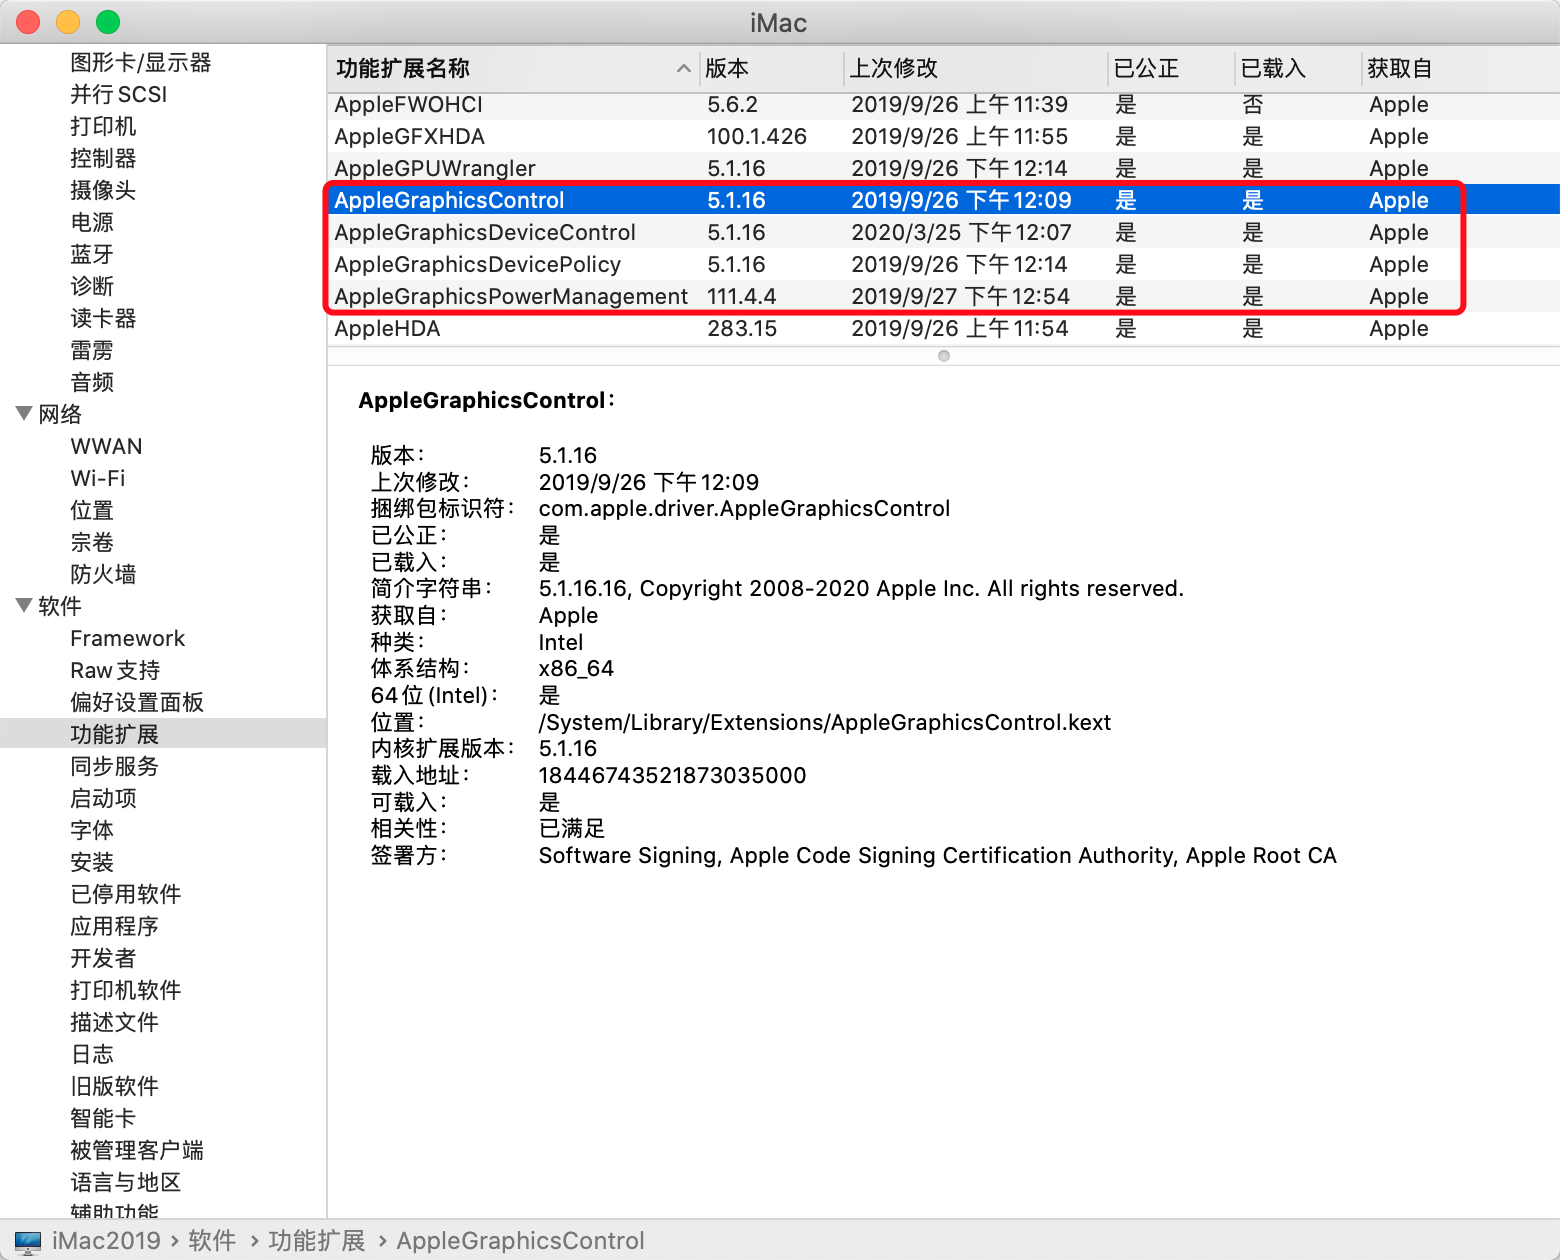 iMac
图形卡/显示器
并行 SCSI
打印机
控制器
摄像头
电源
蓝牙
诊断
读卡器
雷雳
音频
网络
WWAN
Wi-Fi
位置
宗卷
防火墙
软件
Framework
Raw 支持
偏好设置面板
功能扩展
同步服务
启动项
字体
安装
已停用软件
应用程序
开发者
打印机软件
描述文件
日志
旧版软件
智能卡
被管理客户端
语言与地区
辅助功能
功能扩展名称 版本 上次修改 已公正 已载入 获取自
AppleFWOHCI 5.6.2 2019/9/26 上午11:39 是 否 Apple
AppleGFXHDA 100.1.426 2019/9/26 上午11:55 是 是 Apple
AppleGPUWrangler 5.1.16 2019/9/26 下午12:14 是 是 Apple
AppleGraphicsControl 5.1.16 2019/9/26 下午12:09 是 是 Apple
AppleGraphicsDeviceControl 5.1.16 2020/3/25 下午12:07 是 是 Apple
AppleGraphicsDevicePolicy 5.1.16 2019/9/26 下午12:14 是 是 Apple
AppleGraphicsPowerManagement 111.4.4 2019/9/27 下午12:54 是 是 Apple
AppleHDA 283.15 2019/9/26 上午11:54 是 是 Apple
AppleGraphicsControl：
版本： 5.1.16
上次修改： 2019/9/26 下午12:09
捆绑包标识符： com.apple.driver.AppleGraphicsControl
已公正： 是
已载入： 是
简介字符串： 5.1.16.16, Copyright 2008-2020 Apple Inc. All rights reserved.
获取自： Apple
种类： Intel
体系结构： x86_64
64 位 (Intel)： 是
位置： /System/Library/Extensions/AppleGraphicsControl.kext
内核扩展版本： 5.1.16
载入地址： 18446743521873035000
可载入： 是
相关性： 已满足
签署方： Software Signing, Apple Code Signing Certification Authority, Apple Root CA
iMac2019 › 软件 › 功能扩展 › AppleGraphicsControl